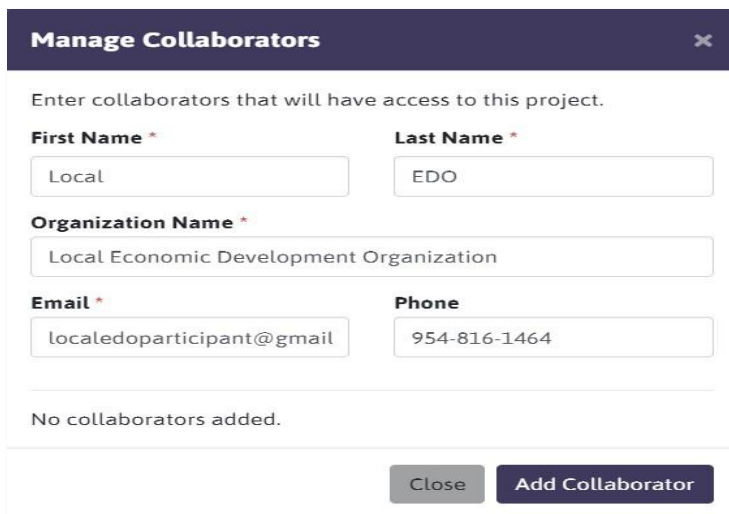 Manage Collaborators ×
Enter collaborators that will have access to this project.
First Name * Last Name *
Local EDO
Organization Name *
Local Economic Development Organization
Email * Phone
localedoparticipant@gmail 954-816-1464
No collaborators added.
Close Add Collaborator